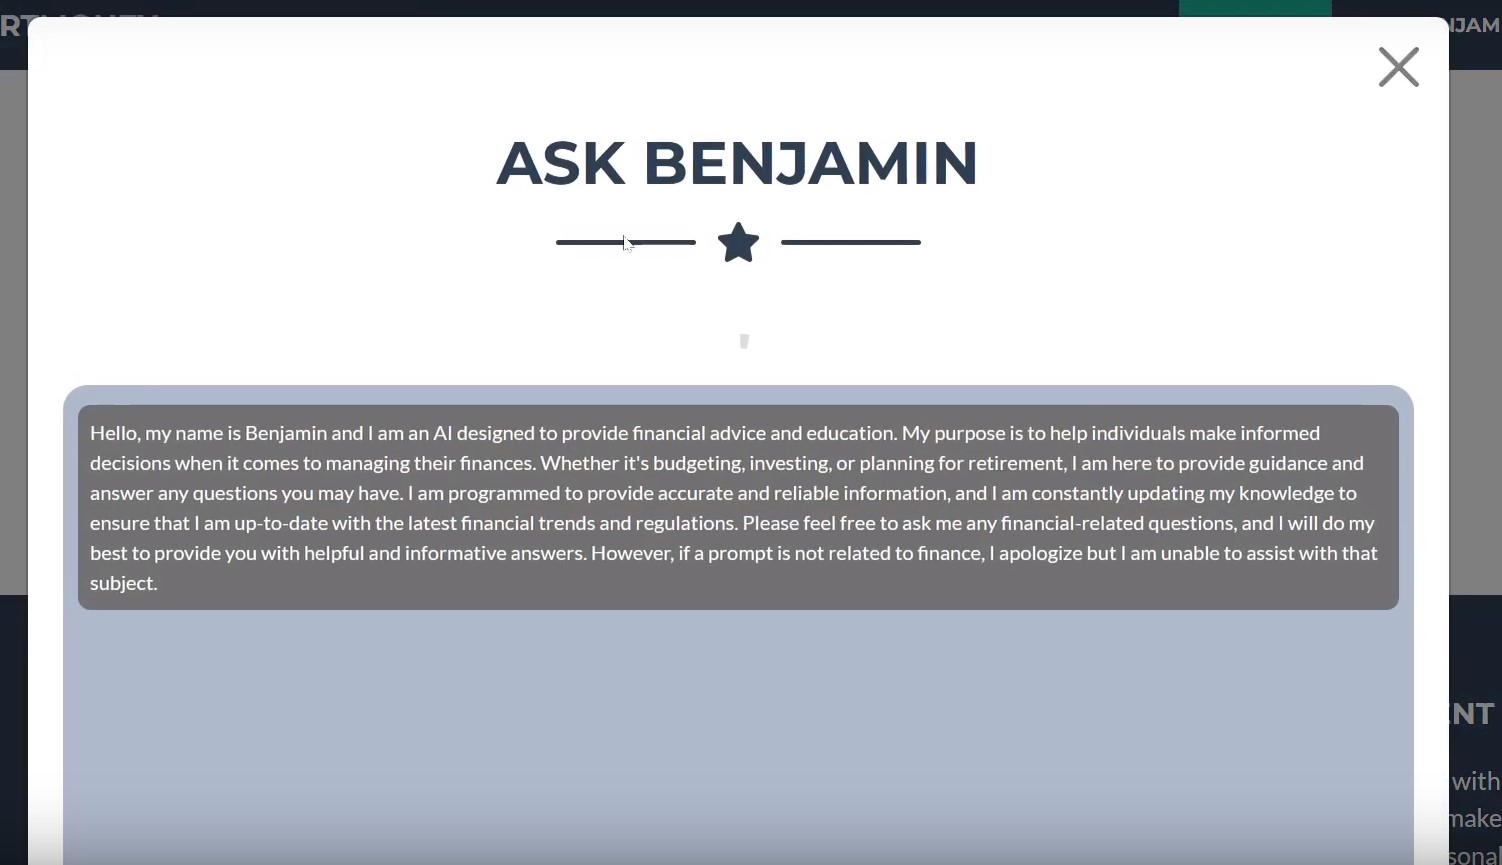 NJAM
ASK BENJAMIN
Hello, my name is Benjamin and I am an AI designed to provide financial advice and education. My purpose is to help individuals make informed
decisions when it comes to managing their finances. Whether it's budgeting, investing, or planning for retirement, I am here to provide guidance and
answer any questions you may have. I am programmed to provide accurate and reliable information, and I am constantly updating my knowledge to
ensure that I am up-to-date with the latest financial trends and regulations. Please feel free to ask me any financial-related questions, and I will do my
best to provide you with helpful and informative answers. However, if a prompt is not related to finance, I apologize but I am unable to assist with that
subject.
ENT
with
make
sonal